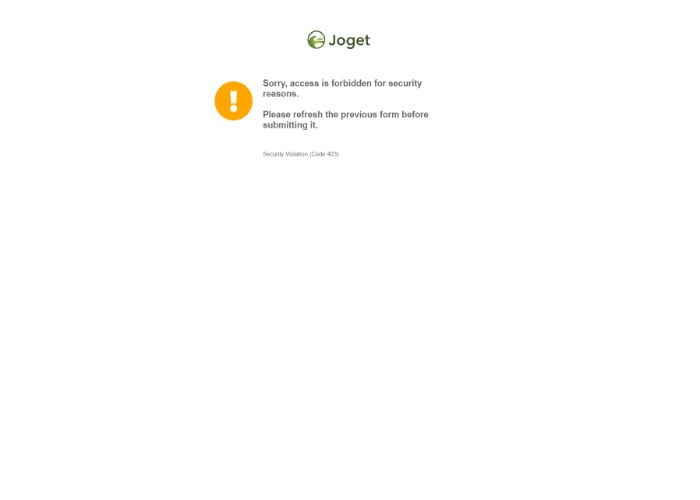 Joget
Sorry, access is forbidden for security
reasons.
Please refresh the previous form before
submitting it.
Security Violation (Code 403)